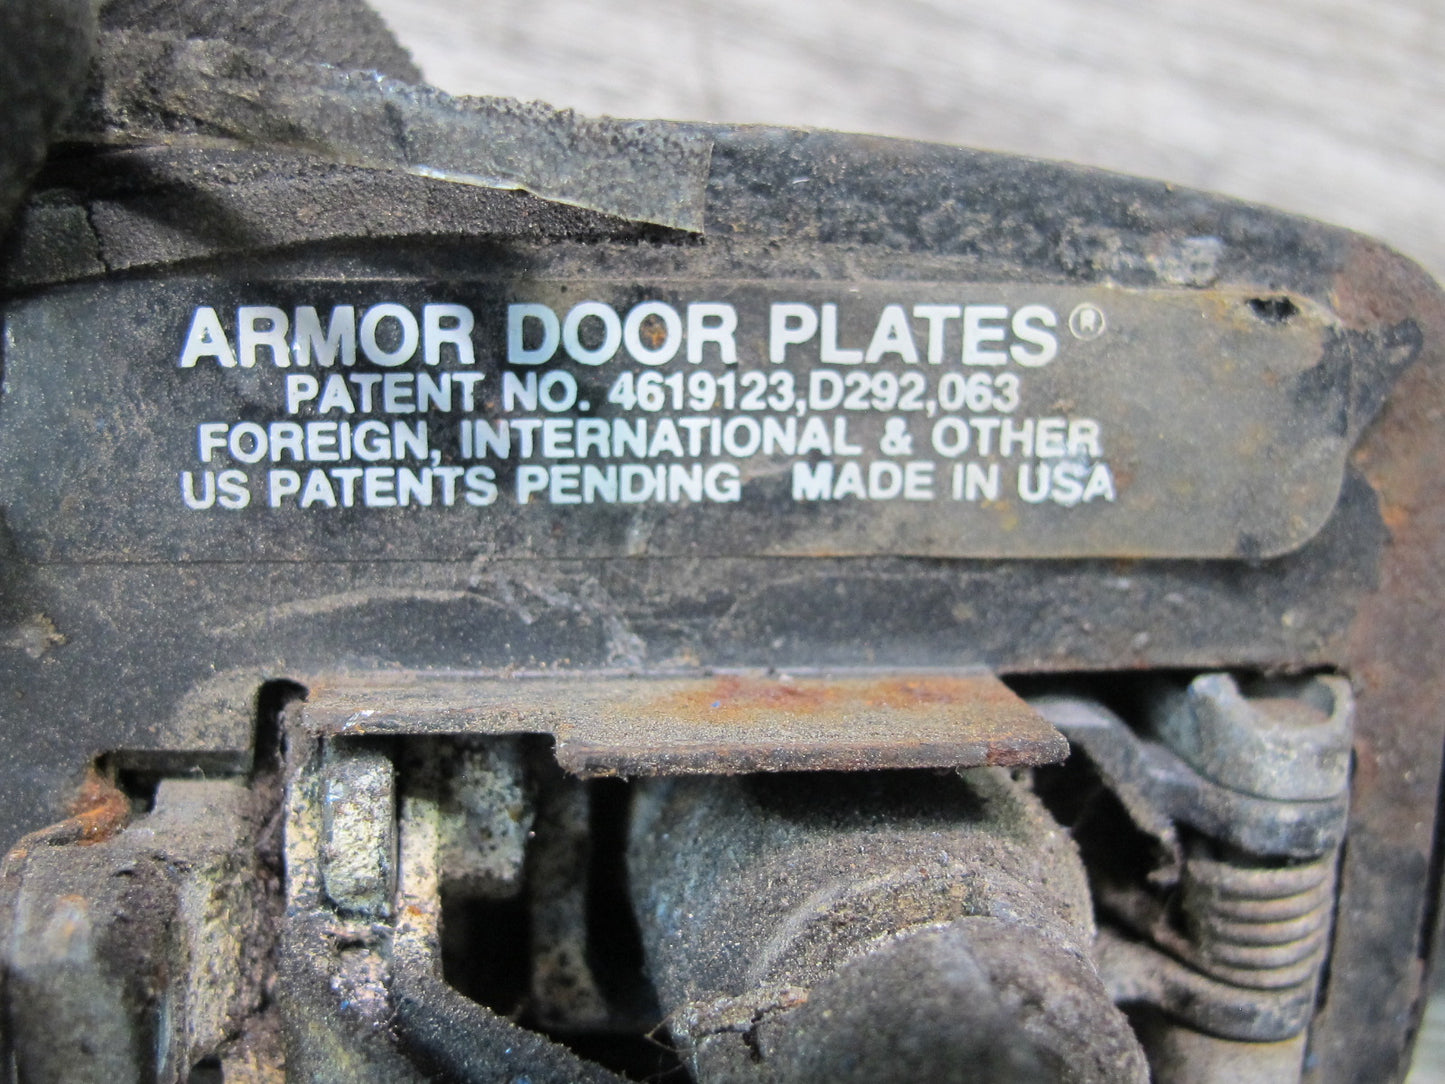 ARMOR DOOR PLATES®
PATENT NO. 4619123,D292,063
FOREIGN, INTERNATIONAL & OTHER
US PATENTS PENDING MADE IN USA